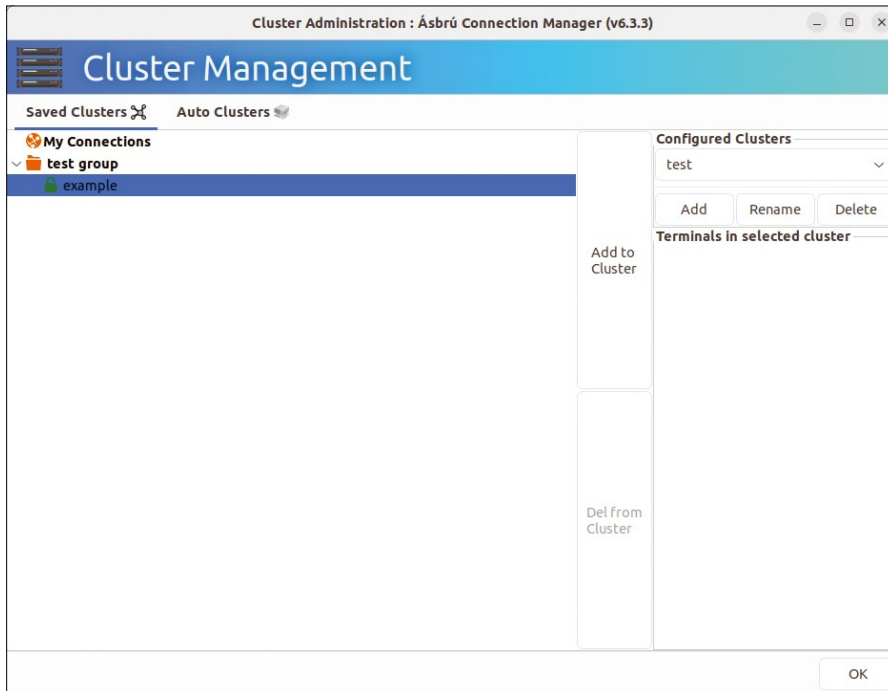 Cluster Administration : Ásbrú Connection Manager (v6.3.3)
Cluster Management
Saved Clusters
Auto Clusters
My Connections
test group
example
Add to
Cluster
Del from
Cluster
Configured Clusters
test
Add
Rename
Delete
Terminals in selected cluster
OK